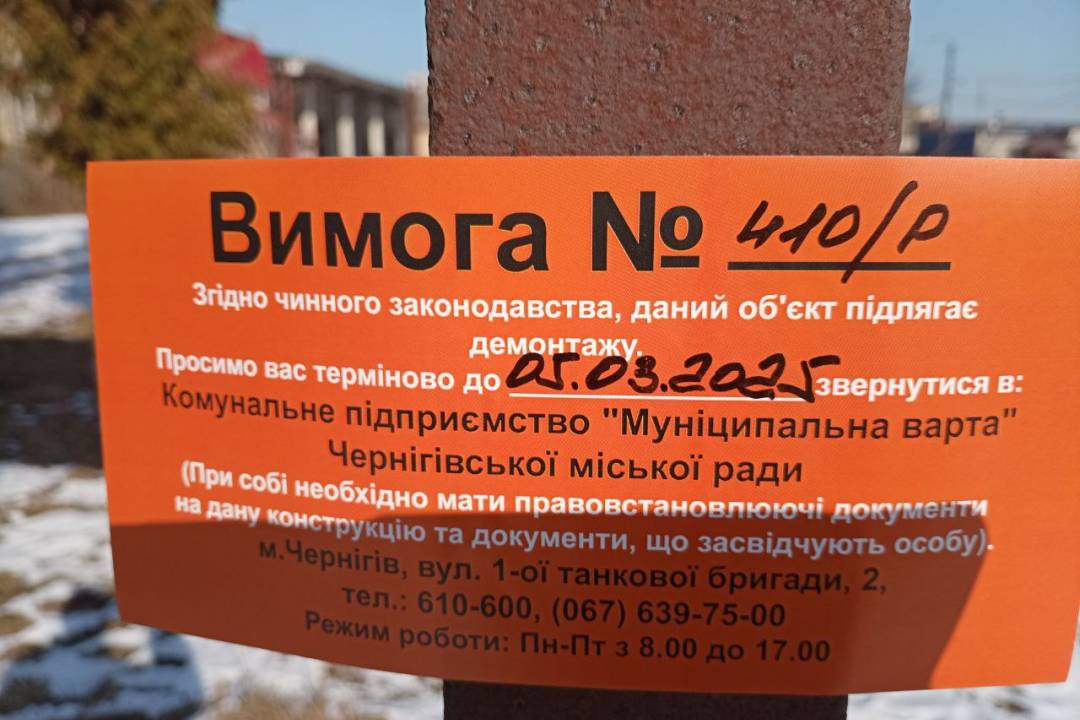 Вимога № 410/Р
Згідно чинного законодавства, даний об'єкт підлягає
демонтажу.
Просимо вас терміново до 05.03.2025 звернутися в:
Комунальне підприємство "Муніципальна варта"
Чернігівської міської ради
(При собі необхідно мати правовстановлюючі документи
на дану конструкцію та документи, що засвідчують особу).
м.Чернігів, вул. 1-ої танкової бригади, 2,
тел.: 610-600, (067) 639-75-00
Режим роботи: Пн-Пт з 8.00 до 17.00